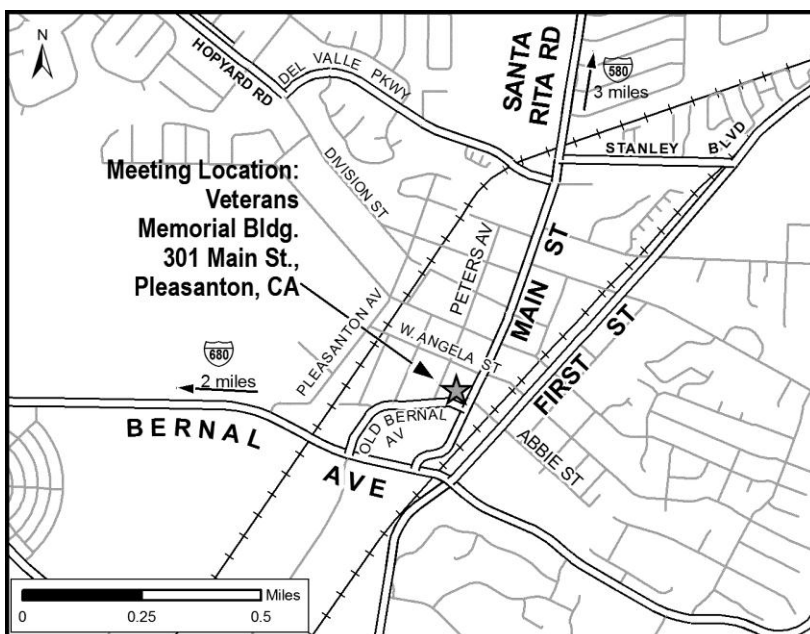 N
HOPYARD RD
DEL VALLE PKWY
SANTA
RITA RD
580
3 miles
STANLEY BLVD
DIVISION ST
Meeting Location:
Veterans
Memorial Bldg.
301 Main St.,
Pleasanton, CA
PETERS AV
MAIN ST
PLEASANTON AV
W. ANGELA ST
FIRST ST
680
2 miles
BERNAL AVE
OLD BERNAL
AV
ABBIE ST
Miles
0 0.25 0.5